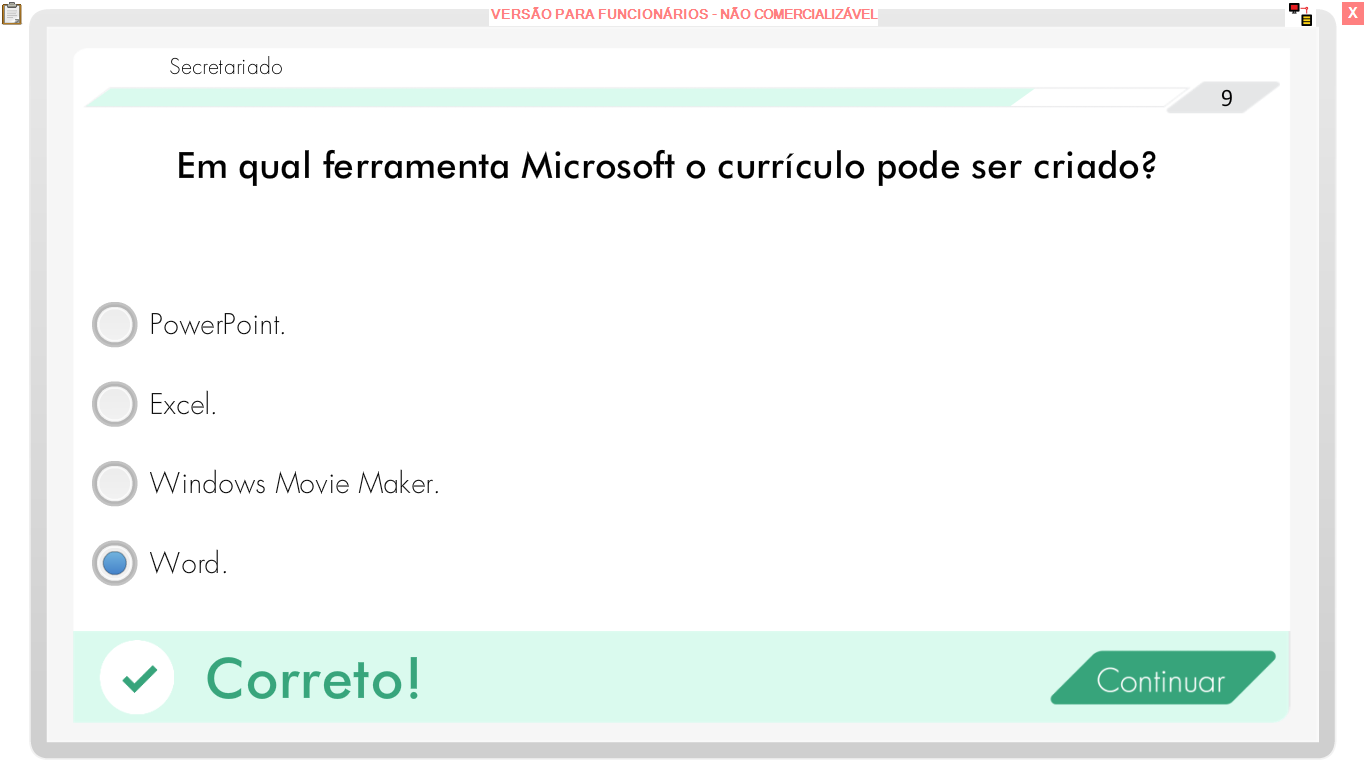 VERSÃO PARA FUNCIONÁRIOS - NÃO COMERCIALIZÁVEL
X
Secretariado
9
Em qual ferramenta Microsoft o currículo pode ser criado?
PowerPoint.
Excel.
Windows Movie Maker.
Word.
Correto!
Continuar